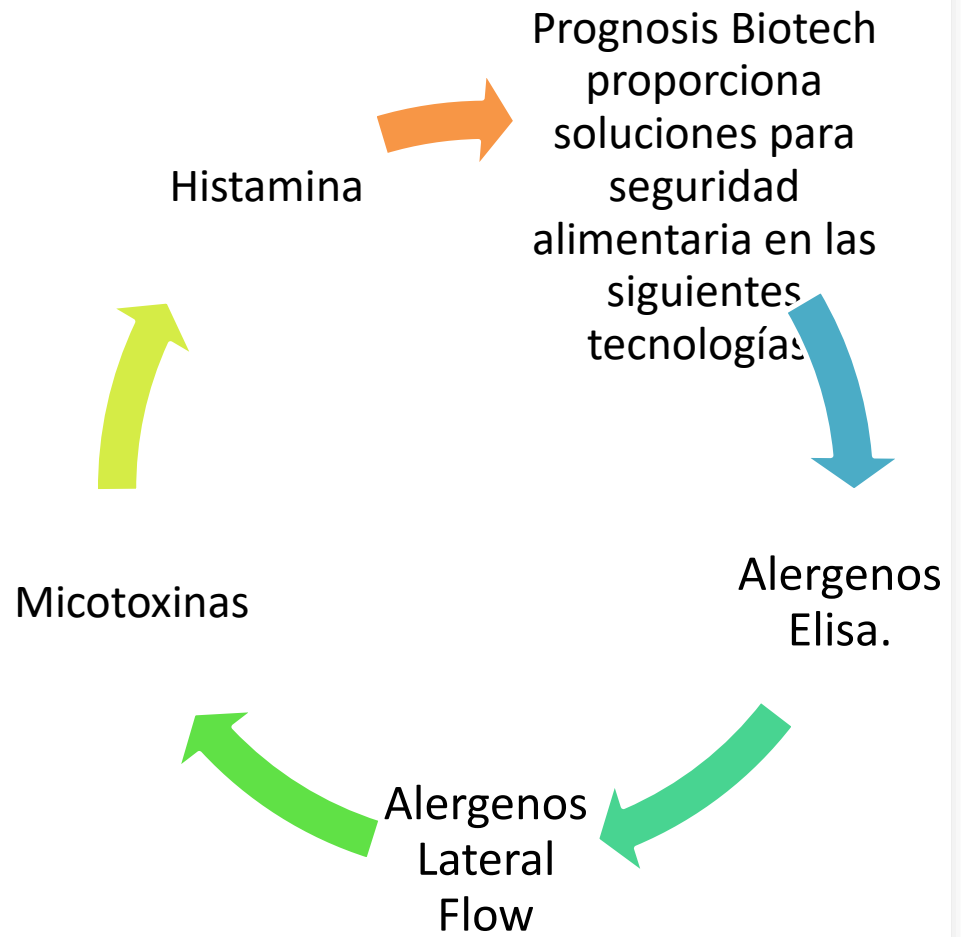 Prognosis Biotech
proporciona
soluciones para
seguridad
alimentaria en las
siguientes
tecnologías
Alergenos
Elisa.
Alergenos
Lateral
Flow
Micotoxinas
Histamina